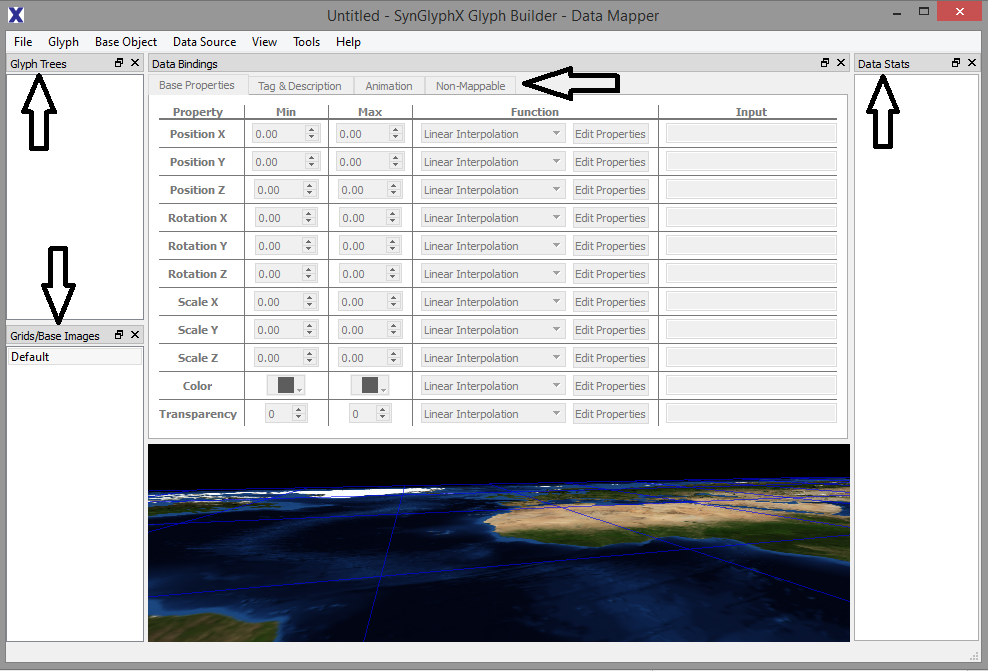 Untitled - SynGlyphX Glyph Builder - Data Mapper
File Glyph Base Object Data Source View Tools Help
Glyph Trees
Data Bindings
Data Stats
Base Properties Tag & Description Animation Non-Mappable
Property Min Max Function Input
Position X 0.00 0.00 Linear Interpolation Edit Properties
Position Y 0.00 0.00 Linear Interpolation Edit Properties
Position Z 0.00 0.00 Linear Interpolation Edit Properties
Rotation X 0.00 0.00 Linear Interpolation Edit Properties
Rotation Y 0.00 0.00 Linear Interpolation Edit Properties
Rotation Z 0.00 0.00 Linear Interpolation Edit Properties
Scale X 0.00 0.00 Linear Interpolation Edit Properties
Scale Y 0.00 0.00 Linear Interpolation Edit Properties
Scale Z 0.00 0.00 Linear Interpolation Edit Properties
Color Linear Interpolation Edit Properties
Transparency 0 0 Linear Interpolation Edit Properties
Grids/Base Images
Default